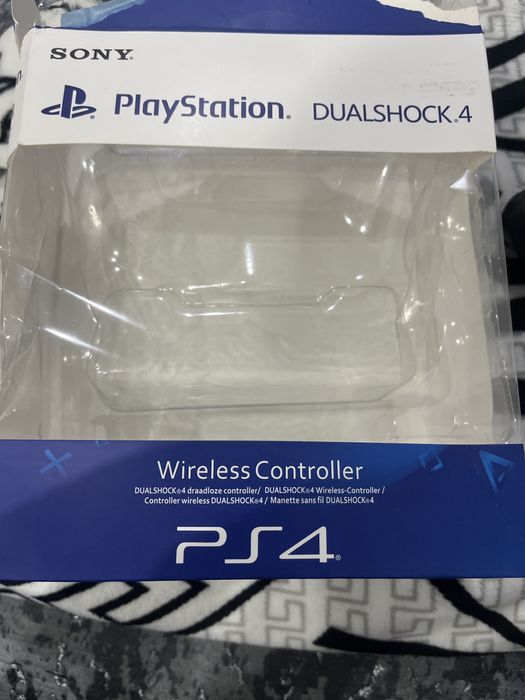 SONY
PlayStation® DUALSHOCK®4
Wireless Controller
DUALSHOCK®4 draadloze controller/ DUALSHOCK®4 Wireless-Controller /
Controller wireless DUALSHOCK®4 / Manette sans fil DUALSHOCK®4
PS4®